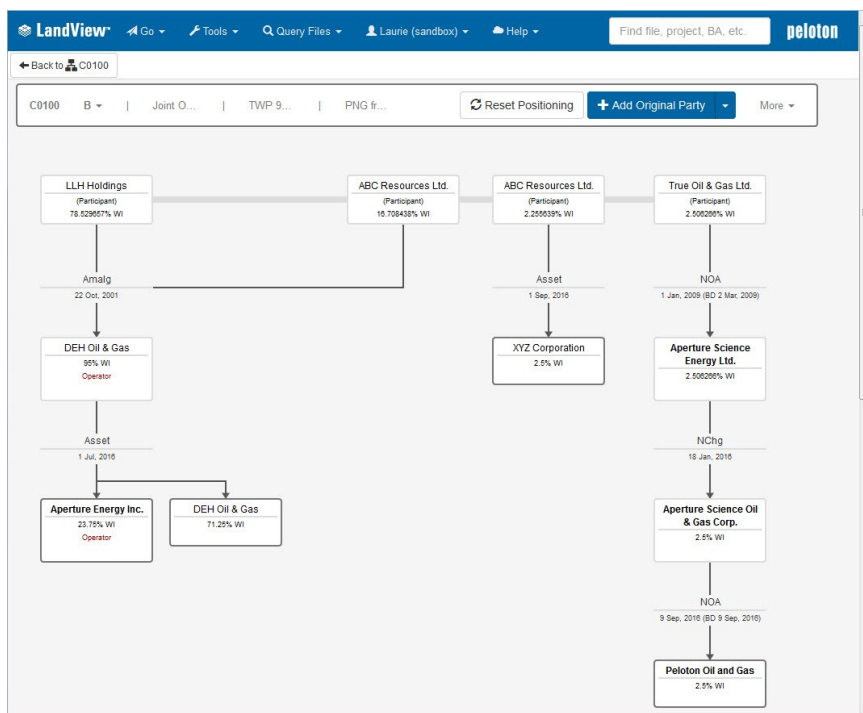 LandView™ Go Tools Query Files Laurie (sandbox) Help Find file, project, BA, etc. peloton
Back to C0100
C0100 B | Joint O... | TWP 9... | PNG fr... Reset Positioning + Add Original Party More
LLH Holdings
(Participant)
78.529657% WI
ABC Resources Ltd.
(Participant)
16.708438% WI
ABC Resources Ltd.
(Participant)
2.255639% WI
True Oil & Gas Ltd.
(Participant)
2.506266% WI
Amalg
22 Oct, 2001
Asset
1 Sep, 2016
NOA
1 Jan, 2009 (BD 2 Mar, 2009)
DEH Oil & Gas
95% WI
Operator
XYZ Corporation
2.5% WI
Aperture Science
Energy Ltd.
2.506266% WI
Asset
1 Jul, 2016
NChg
18 Jan, 2016
Aperture Energy Inc.
23.75% WI
Operator
DEH Oil & Gas
71.25% WI
Aperture Science Oil
& Gas Corp.
2.5% WI
NOA
9 Sep, 2016 (BD 9 Sep, 2016)
Peloton Oil and Gas
2.5% WI